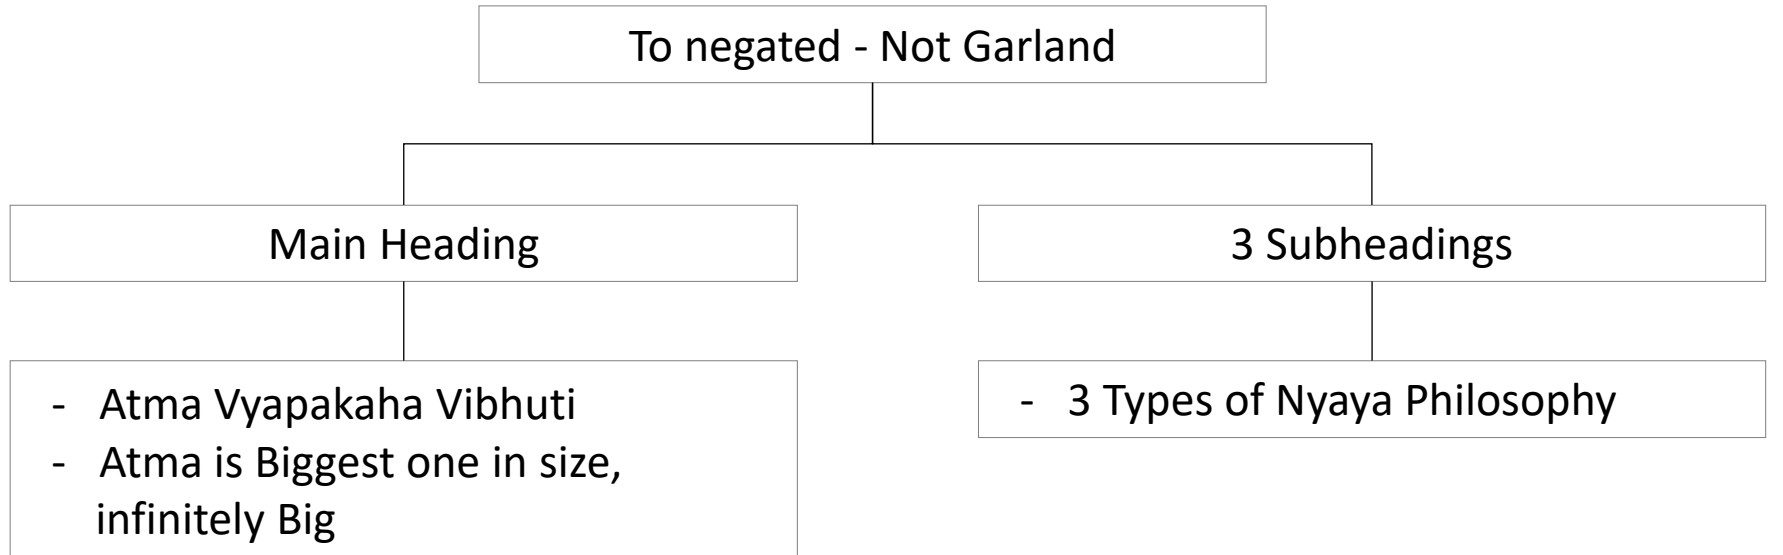 To negated - Not Garland
Main Heading
3 Subheadings
- Atma Vyapakaha Vibhuti
- Atma is Biggest one in size,
infinitely Big
- 3 Types of Nyaya Philosophy